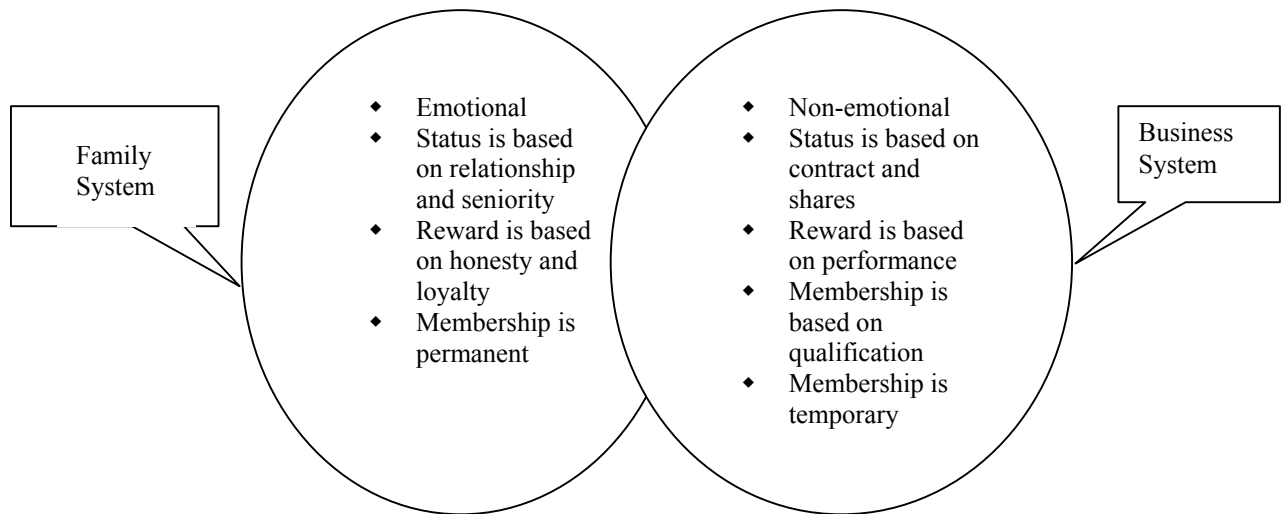 Family
System
◆ Emotional
◆ Status is based
on relationship
and seniority
◆ Reward is based
on honesty and
loyalty
◆ Membership is
permanent
◆ Non-emotional
◆ Status is based on
contract and
shares
◆ Reward is based
on performance
◆ Membership is
based on
qualification
◆ Membership is
temporary
Business
System